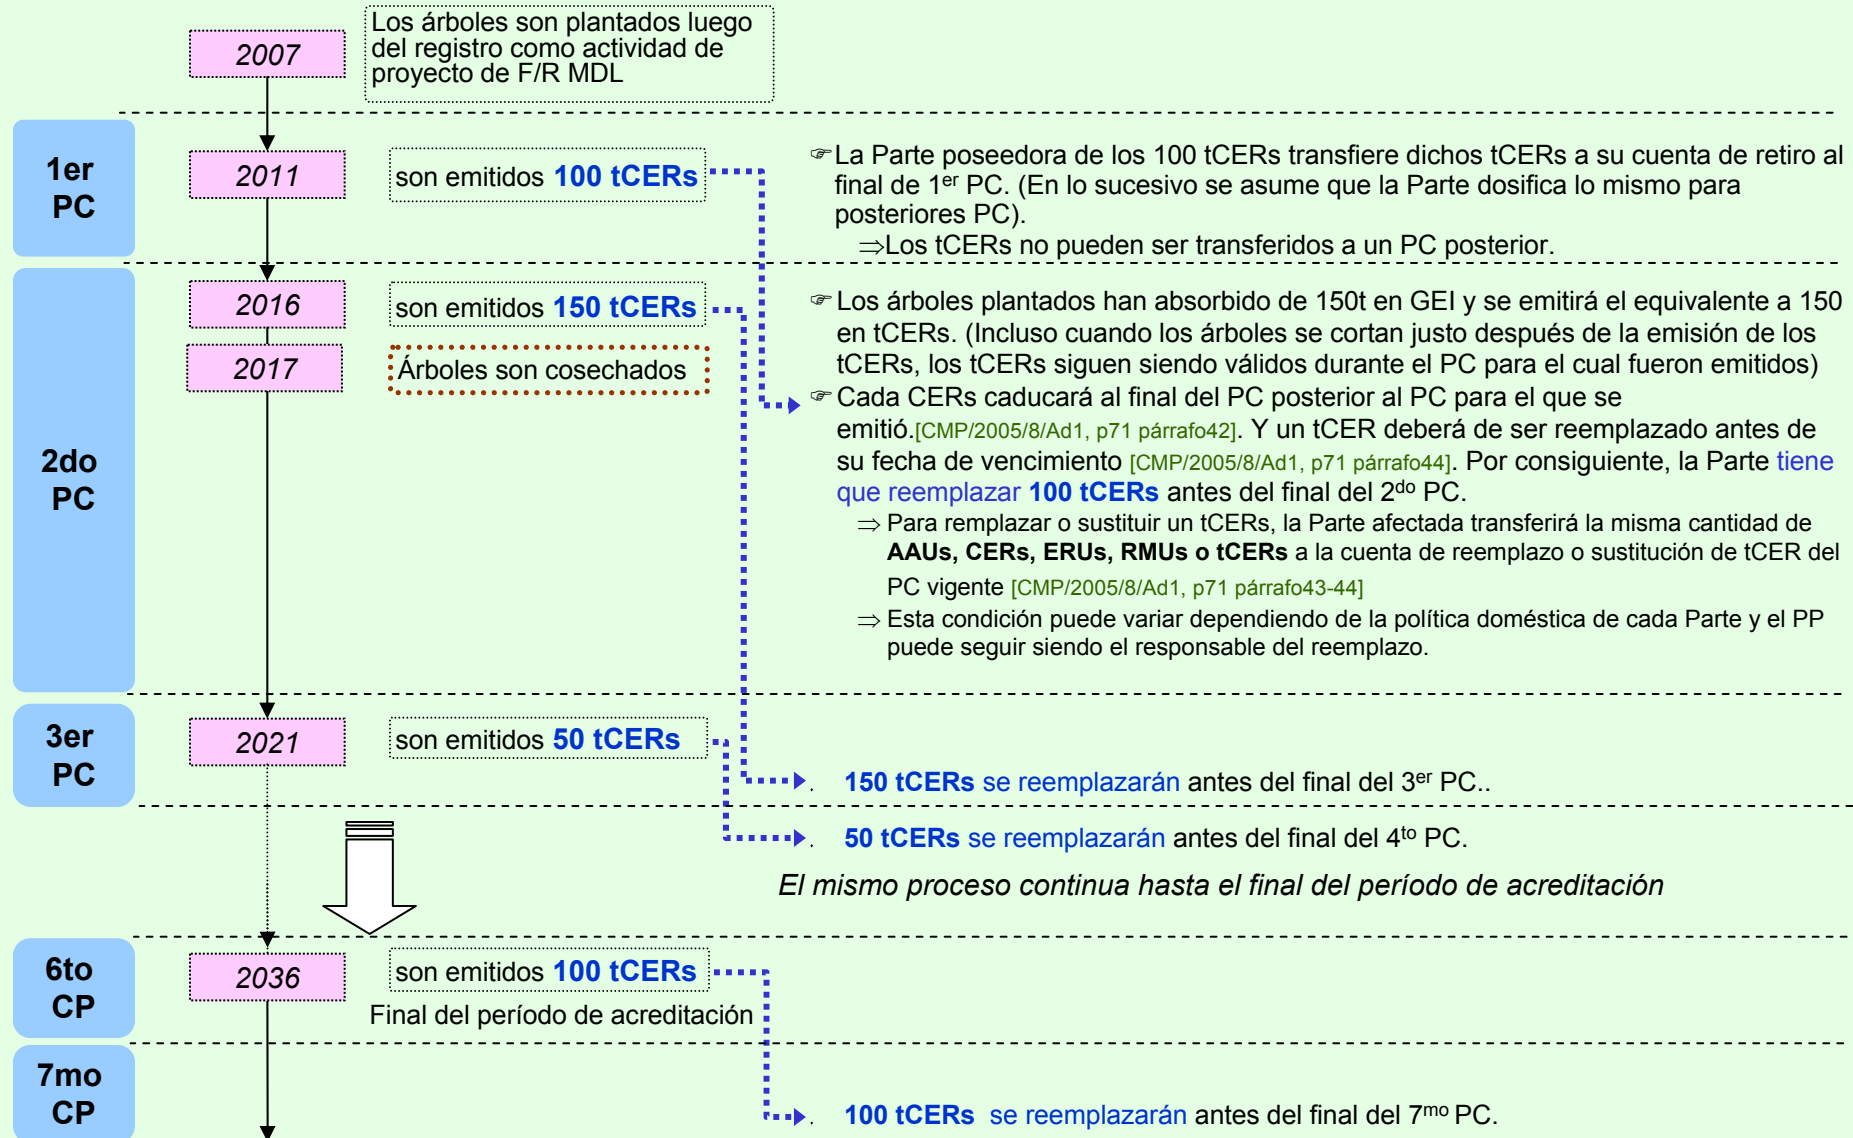 2007
Los árboles son plantados luego
del registro como actividad de
proyecto de F/R MDL
1er
PC
2011
son emitidos 100 tCERs
☞La Parte poseedora de los 100 tCERs transfiere dichos tCERs a su cuenta de retiro al
final de 1er PC. (En lo sucesivo se asume que la Parte dosifica lo mismo para
posteriores PC).
⇒Los tCERs no pueden ser transferidos a un PC posterior.
2do
PC
2016
son emitidos 150 tCERs
2017
Árboles son cosechados
☞Los árboles plantados han absorbido de 150t en GEI y se emitirá el equivalente a 150
en tCERs. (Incluso cuando los árboles se cortan justo después de la emisión de los
tCERs, los tCERs siguen siendo válidos durante el PC para el cual fueron emitidos)
☞Cada CERs caducará al final del PC posterior al PC para el que se
emitió.[CMP/2005/8/Ad1, p71 párrafo42]. Y un tCER deberá de ser reemplazado antes de
su fecha de vencimiento [CMP/2005/8/Ad1, p71 párrafo44]. Por consiguiente, la Parte tiene
que reemplazar 100 tCERs antes del final del 2do PC.
⇒ Para remplazar o sustituir un tCERs, la Parte afectada transferirá la misma cantidad de
AAUs, CERs, ERUs, RMUs o tCERs a la cuenta de reemplazo o sustitución de tCER del
PC vigente [CMP/2005/8/Ad1, p71 párrafo43-44]
⇒ Esta condición puede variar dependiendo de la política doméstica de cada Parte y el PP
puede seguir siendo el responsable del reemplazo.
3er
PC
2021
son emitidos 50 tCERs
. 150 tCERs se reemplazarán antes del final del 3er PC..
. 50 tCERs se reemplazarán antes del final del 4to PC.
El mismo proceso continua hasta el final del período de acreditación
6to
CP
2036
son emitidos 100 tCERs
Final del período de acreditación
7mo
CP
. 100 tCERs se reemplazarán antes del final del 7mo PC.